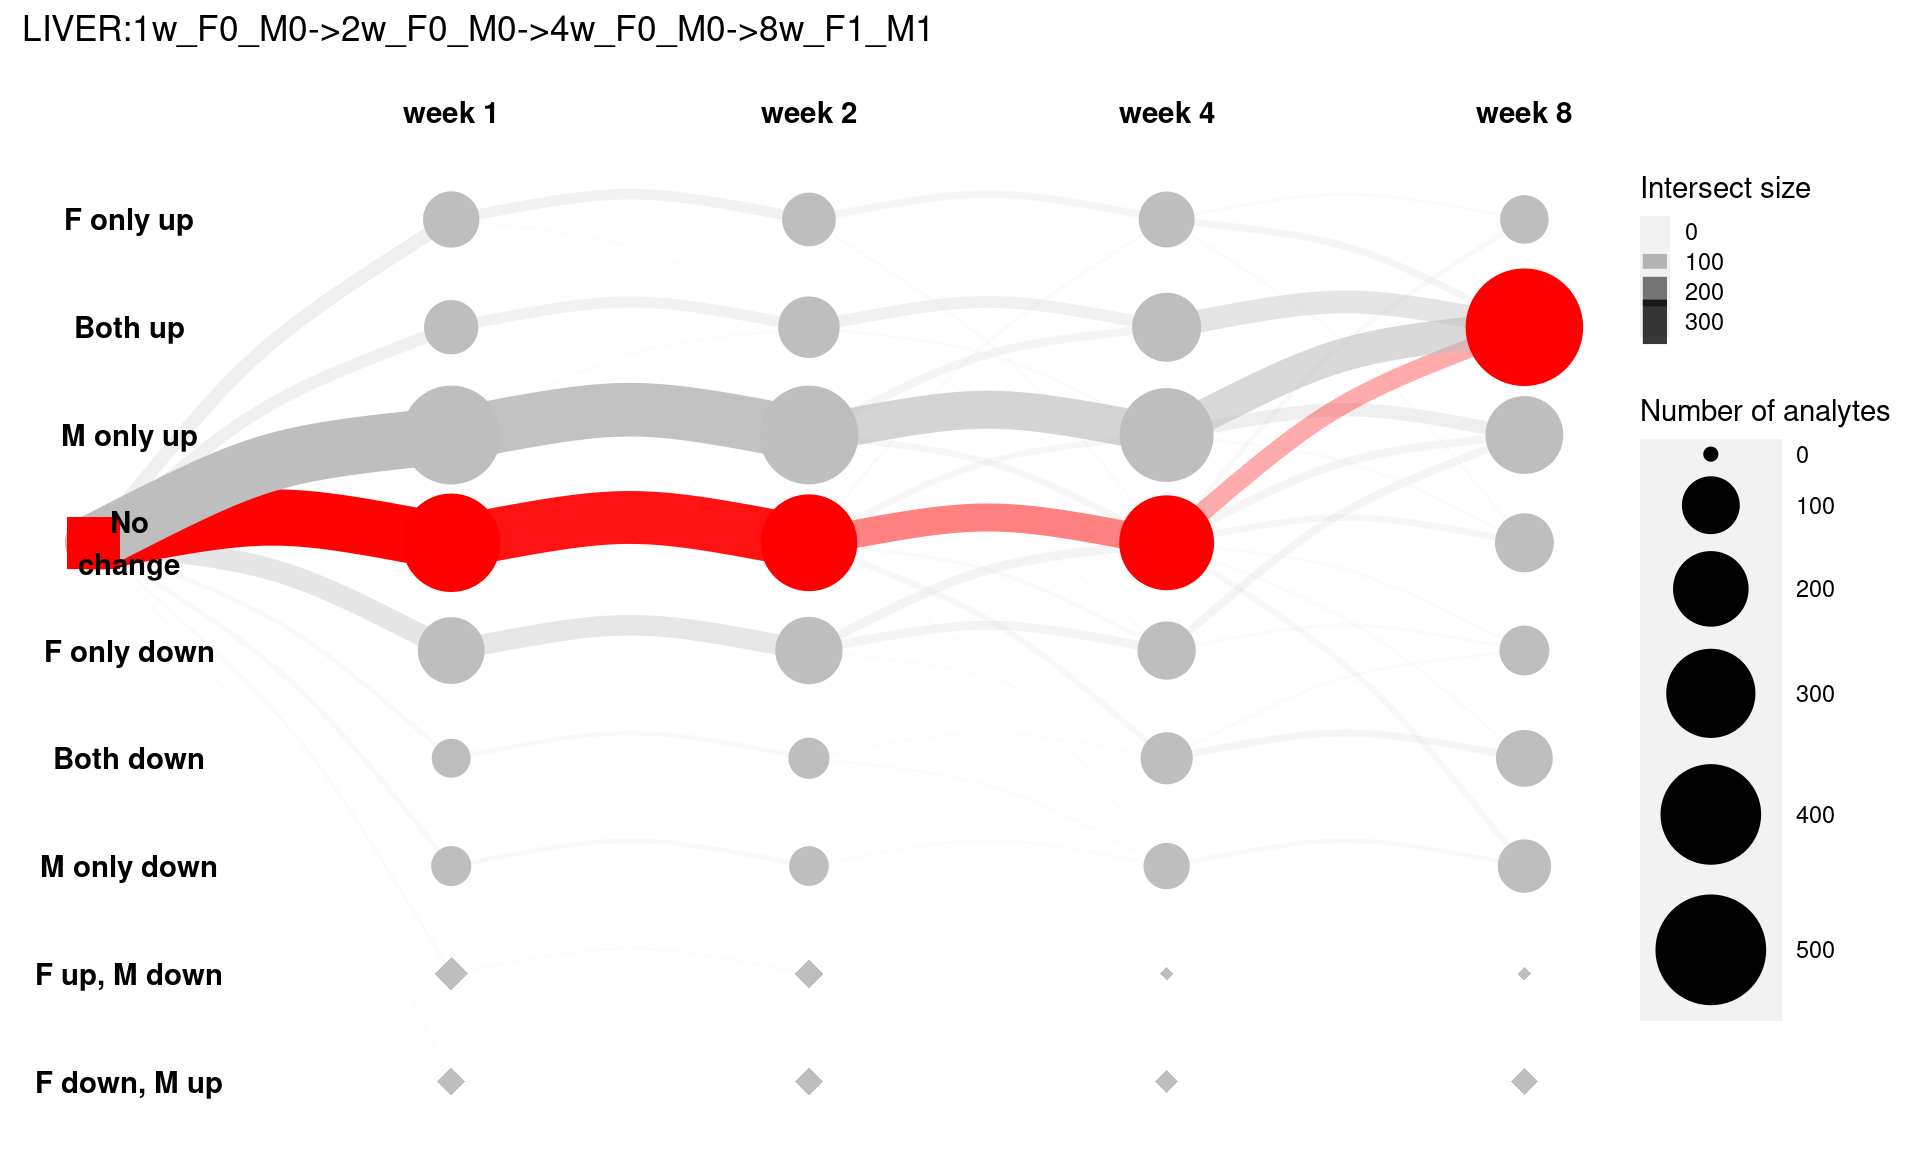 LIVER:1w_F0_M0->2w_F0_M0->4w_F0_M0->8w_F1_M1
week 1
week 2
week 4
week 8
F only up
Both up
M only up
No
change
F only down
Both down
M only down
F up, M down
F down, M up
Intersect size
0
100
200
300
Number of analytes
0
100
200
300
400
500